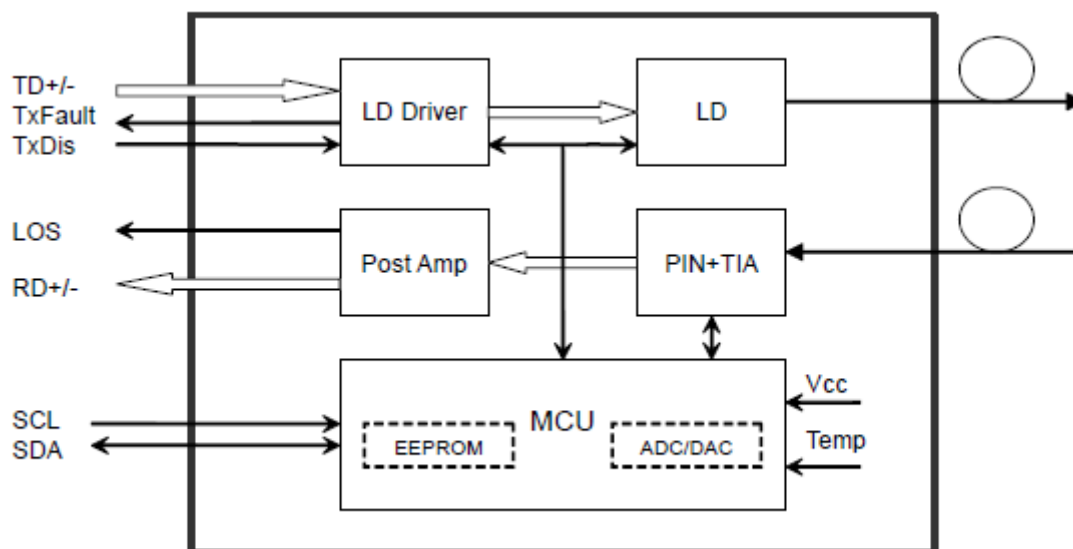 TD+/-
TxFault
TxDis
LD Driver
LD
LOS
RD+/-
Post Amp
PIN+TIA
SCL
SDA
MCU
EEPROM
ADC/DAC
Vcc
Temp